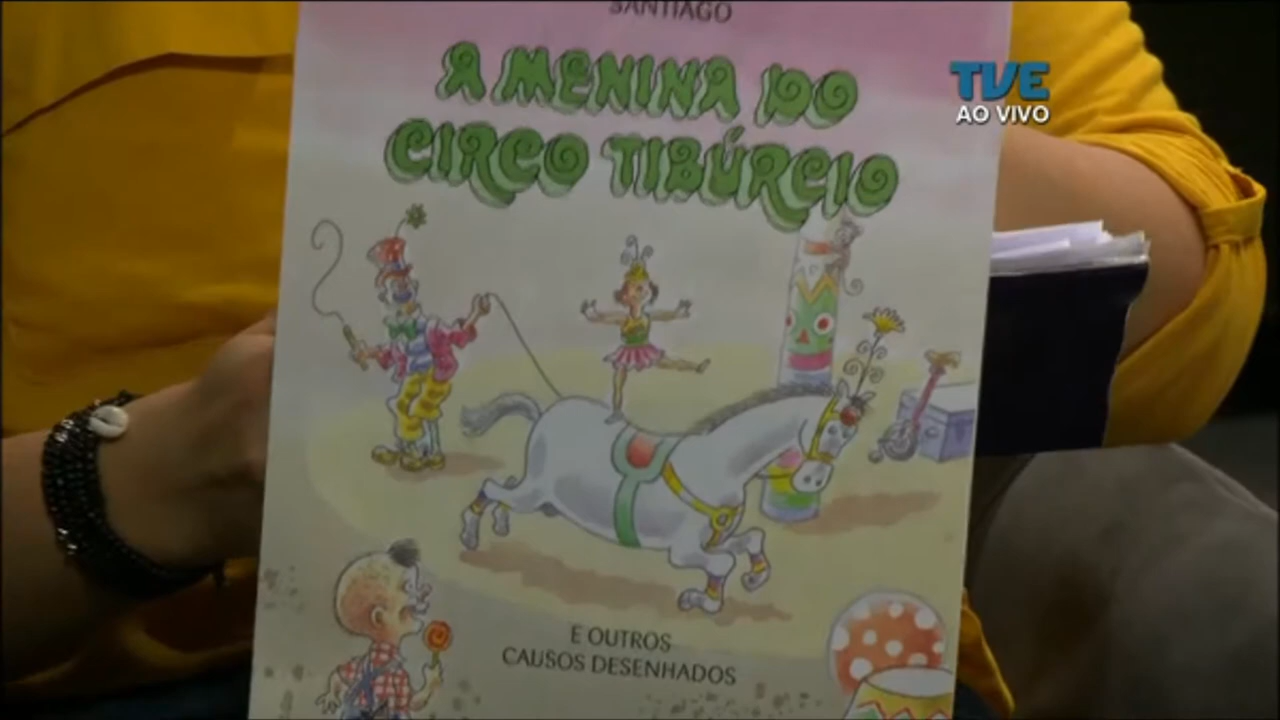 SANTIAGO
A MENINA DO
CIRCO TIBÚRCIO
TVE
AO VIVO
E OUTROS
CAUSOS DESENHADOS